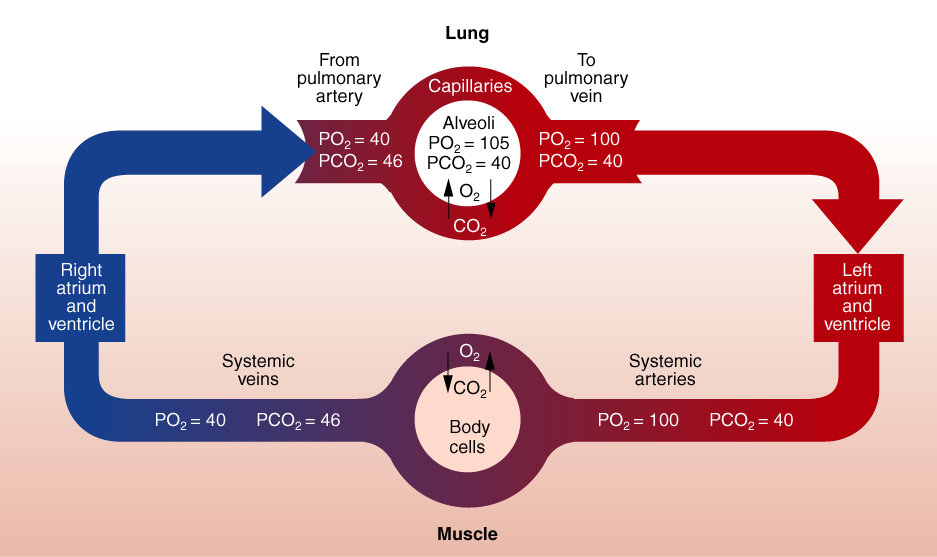 Lung
From
pulmonary
artery
Capillaries
To
pulmonary
vein
PO₂ = 40
PCO₂ = 46
Alveoli
PO₂ = 105
PCO₂ = 40
O₂
CO₂
PO₂ = 100
PCO₂ = 40
Right
atrium
and
ventricle
Left
atrium
and
ventricle
Systemic
veins
O₂
CO₂
Body
cells
Systemic
arteries
PO₂ = 40 PCO₂ = 46
PO₂ = 100 PCO₂ = 40
Muscle